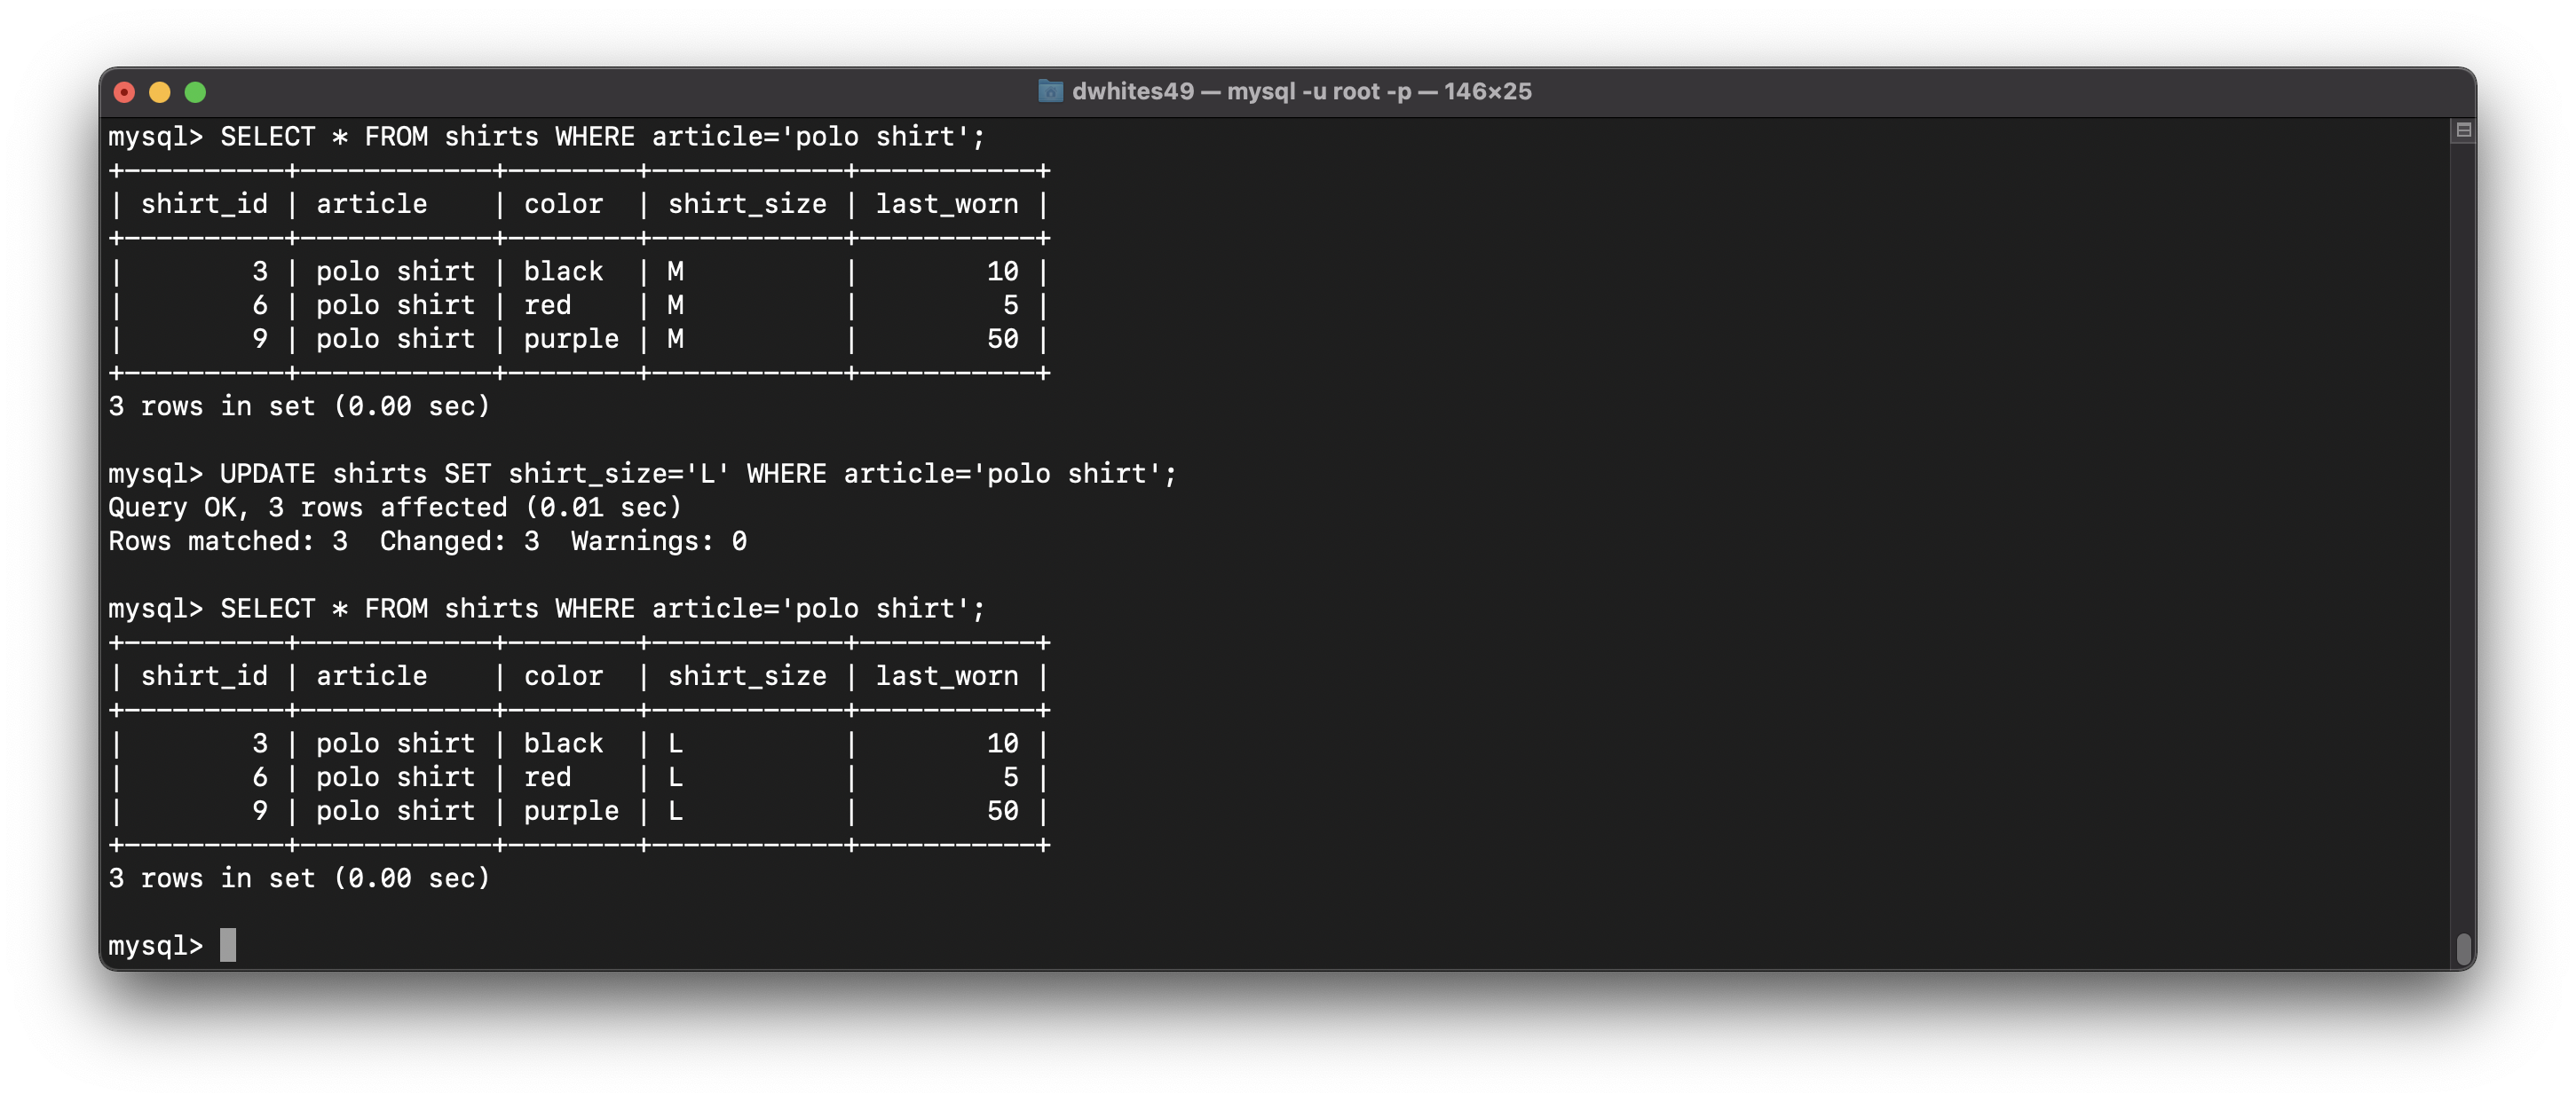 dwhites49 — mysql -u root -p — 146×25
mysql> SELECT * FROM shirts WHERE article='polo shirt';
+----------+------------+--------+------------+-----------+
| shirt_id | article    | color  | shirt_size | last_worn |
+----------+------------+--------+------------+-----------+
|        3 | polo shirt | black  | M          |        10 |
|        6 | polo shirt | red    | M          |         5 |
|        9 | polo shirt | purple | M          |        50 |
+----------+------------+--------+------------+-----------+
3 rows in set (0.00 sec)

mysql> UPDATE shirts SET shirt_size='L' WHERE article='polo shirt';
Query OK, 3 rows affected (0.01 sec)
Rows matched: 3  Changed: 3  Warnings: 0

mysql> SELECT * FROM shirts WHERE article='polo shirt';
+----------+------------+--------+------------+-----------+
| shirt_id | article    | color  | shirt_size | last_worn |
+----------+------------+--------+------------+-----------+
|        3 | polo shirt | black  | L          |        10 |
|        6 | polo shirt | red    | L          |         5 |
|        9 | polo shirt | purple | L          |        50 |
+----------+------------+--------+------------+-----------+
3 rows in set (0.00 sec)

mysql>